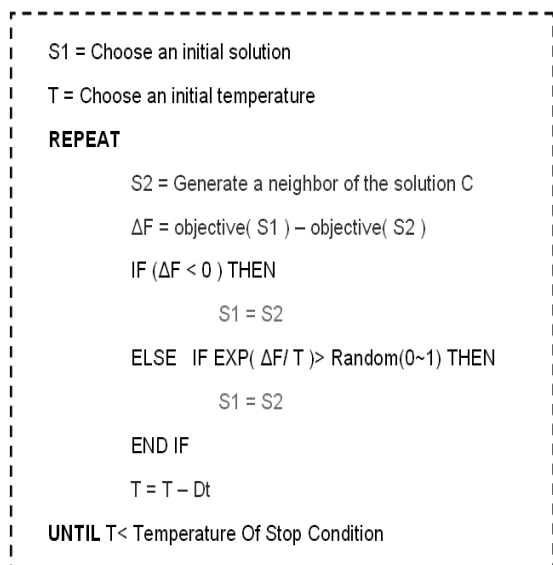 S1 = Choose an initial solution
T = Choose an initial temperature
REPEAT
S2 = Generate a neighbor of the solution C
ΔF = objective( S1 ) – objective( S2 )
IF (ΔF < 0 ) THEN
S1 = S2
ELSE IF EXP( ΔF/ T )> Random(0~1) THEN
S1 = S2
END IF
T = T – Dt
UNTIL T< Temperature Of Stop Condition